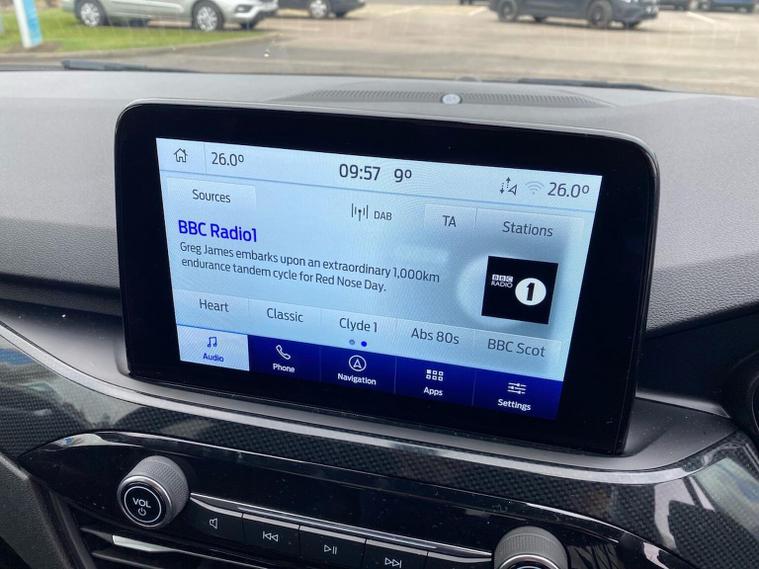 26.0° 09:57 9° 26.0°
Sources DAB TA Stations
BBC Radio1
Greg James embarks upon an extraordinary 1,000km
endurance tandem cycle for Red Nose Day.
BBC
RADIO 1
Heart Classic Clyde 1 Abs 80s BBC Scot
Audio Phone Navigation Apps Settings
VOL